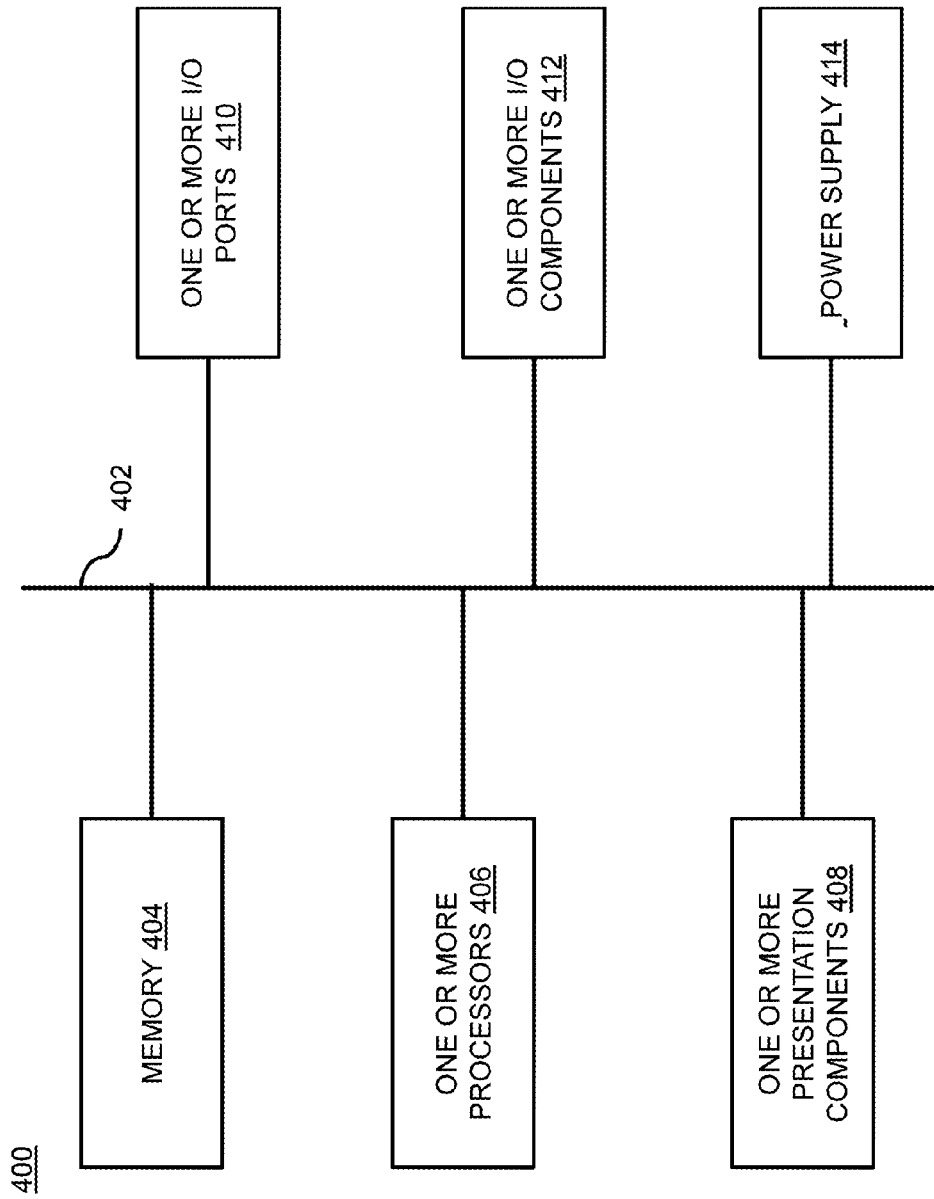 400
402
MEMORY 404
ONE OR MORE
PROCESSORS 406
ONE OR MORE
PRESENTATION
COMPONENTS 408
ONE OR MORE I/O
PORTS 410
ONE OR MORE I/O
COMPONENTS 412
POWER SUPPLY 414